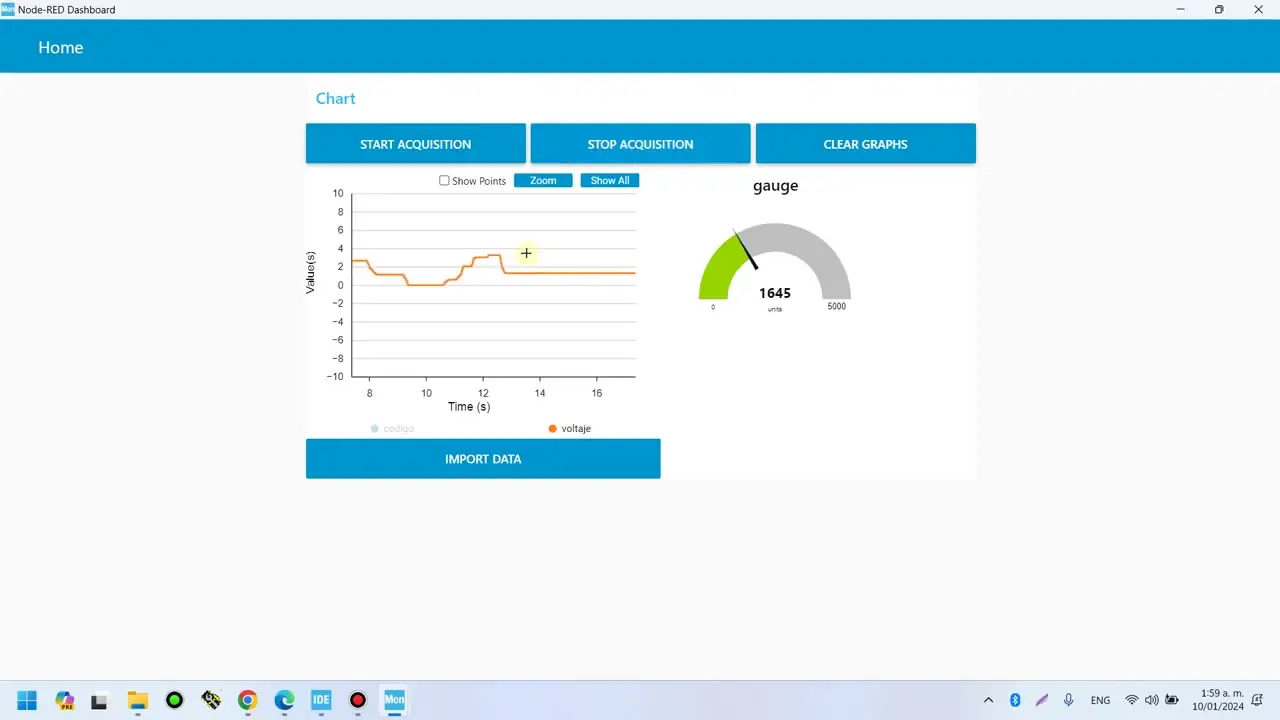 Mon Node-RED Dashboard
Home
Chart
START ACQUISITION STOP ACQUISITION CLEAR GRAPHS
Show Points Zoom Show All
gauge
10
8
6
4
2
0
−2
−4
−6
−8
−10
Value(s)
8 10 12 14 16
Time (s)
codigo voltaje
1645
units
0 5000
IMPORT DATA
PRE IDE Mon
ENG 1:59 a. m.
10/01/2024